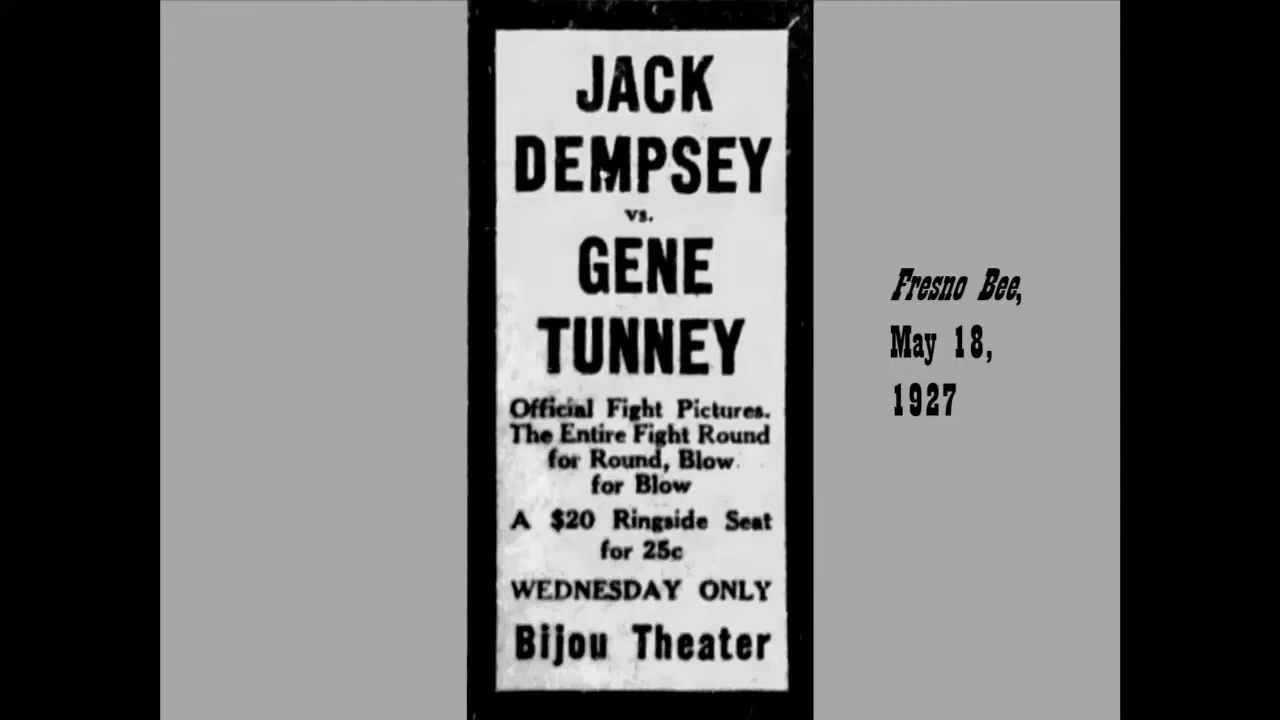 JACK
DEMPSEY
vs.
GENE
TUNNEY
Official Fight Pictures.
The Entire Fight Round
for Round, Blow
for Blow
A $20 Ringside Seat
for 25c
WEDNESDAY ONLY
Bijou Theater
Fresno Bee,
May 18,
1927